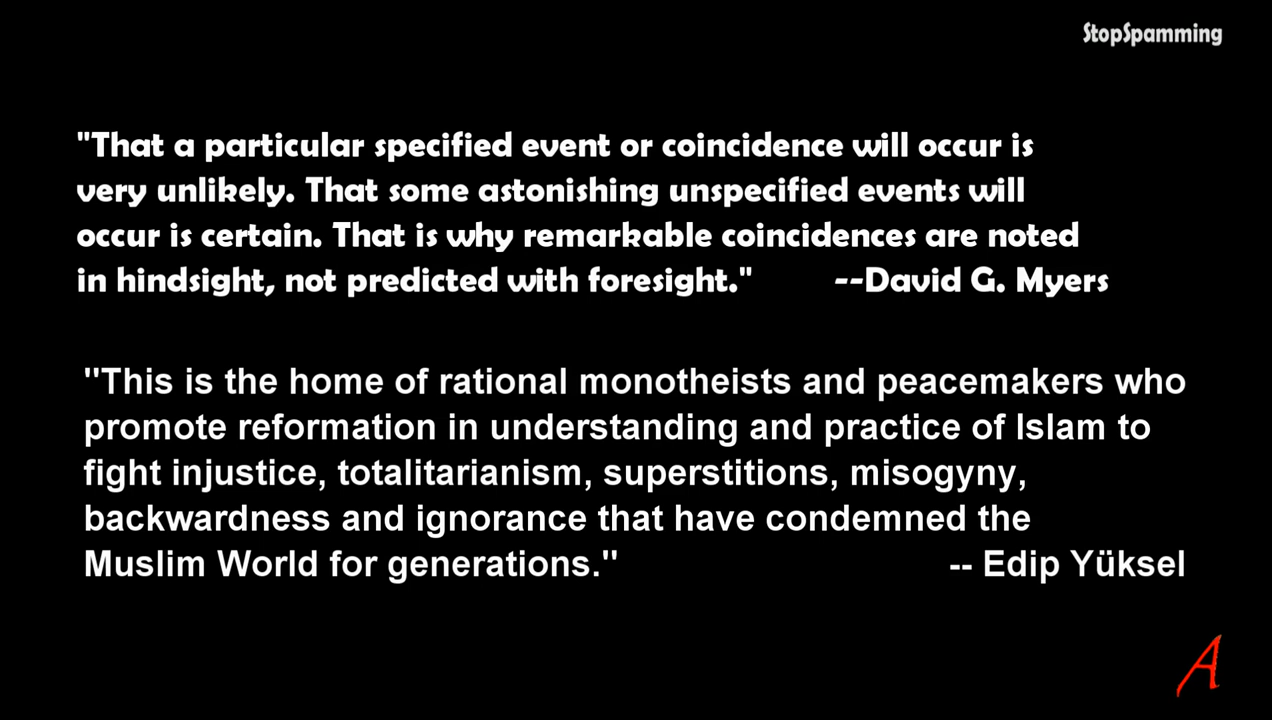 StopSpamming
"That a particular specified event or coincidence will occur is
very unlikely. That some astonishing unspecified events will
occur is certain. That is why remarkable coincidences are noted
in hindsight, not predicted with foresight." --David G. Myers
"This is the home of rational monotheists and peacemakers who
promote reformation in understanding and practice of Islam to
fight injustice, totalitarianism, superstitions, misogyny,
backwardness and ignorance that have condemned the
Muslim World for generations." -- Edip Yüksel
A